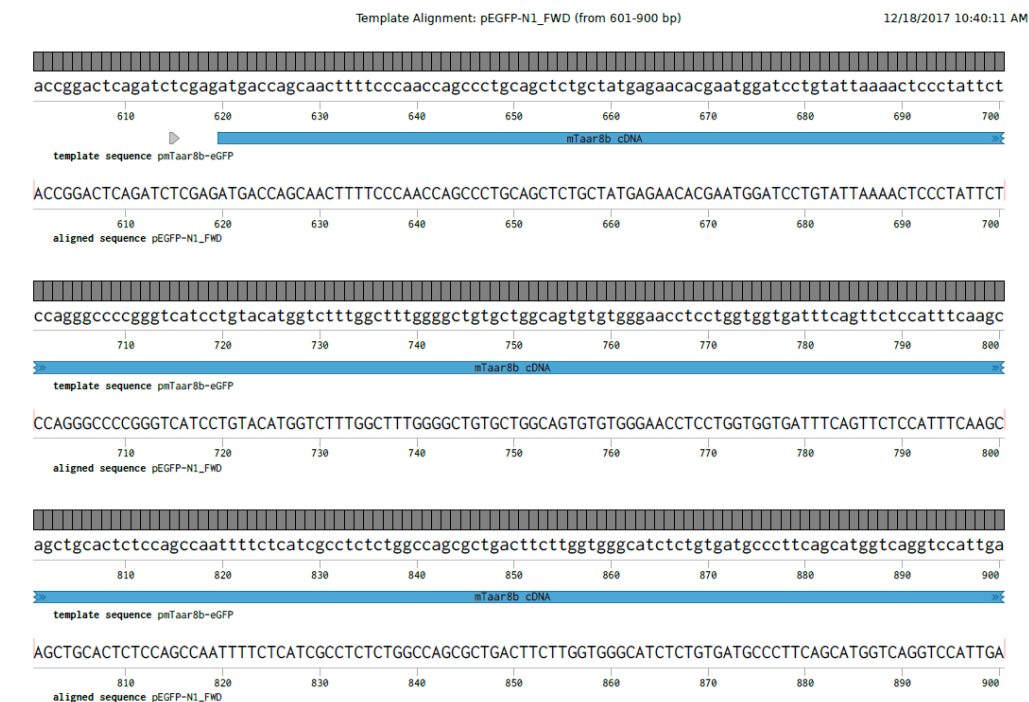 Template Alignment: pEGFP-N1_FWD (from 601-900 bp) 12/18/2017 10:40:11 AM
accggactcagatctcgagatgaccagcaacttttcccaaccagccctgcagctctgctatgagaacacgaatggatcctgtattaaaactccctattct
610 620 630 640 650 660 670 680 690 700
mTaar8b cDNA
template sequence pmTaar8b-eGFP
ACCGGACTCAGATCTCGAGATGACCAGCAACTTTTCCCAACCAGCCCTGCAGCTCTGCTATGAGAACACGAATGGATCCTGTATTAAAACTCCCTATTCT
610 620 630 640 650 660 670 680 690 700
aligned sequence pEGFP-N1_FWD
ccagggccccgggtcatcctgtacatggtctttggctttggggctgtgctggcagtgtgtgggaacctcctggtggtgatttcagttctccatttcaagc
710 720 730 740 750 760 770 780 790 800
mTaar8b cDNA
template sequence pmTaar8b-eGFP
CCAGGGCCCCGGGTCATCCTGTACATGGTCTTTGGCTTTGGGGCTGTGCTGGCAGTGTGTGGGAACCTCCTGGTGGTGATTTCAGTTCTCCATTTCAAGC
710 720 730 740 750 760 770 780 790 800
aligned sequence pEGFP-N1_FWD
agctgcactctccagccaattttctcatcgcctctctggccagcgctgacttcttggtgggcatctctgtgatgcccttcagcatggtcaggtccattga
810 820 830 840 850 860 870 880 890 900
mTaar8b cDNA
template sequence pmTaar8b-eGFP
AGCTGCACTCTCCAGCCAATTTTCTCATCGCCTCTCTGGCCAGCGCTGACTTCTTGGTGGGCATCTCTGTGATGCCCTTCAGCATGGTCAGGTCCATTGA
810 820 830 840 850 860 870 880 890 900
aligned sequence pEGFP-N1_FWD